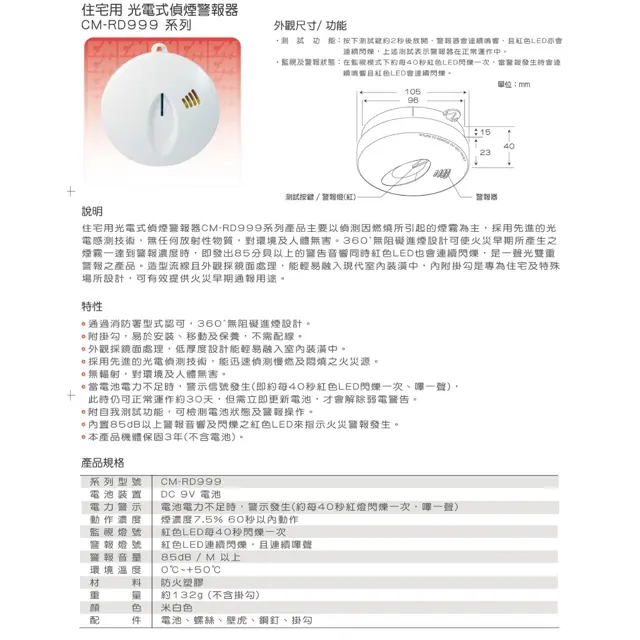 住宅用 光電式偵煙警報器
CM-RD999 系列
外觀尺寸/ 功能
・測試功能：按下測試鍵約2秒後放開，警報器會連續鳴響，且紅色LED亦會
連續閃爍，上述測試表示警報器在正常運作中。
・監視及警報狀態：在監視模式下約每40秒紅色LED閃爍一次，當警報發生時會連
續鳴響且紅色LED會連續閃爍。
單位：mm
105
96
15
23
40
測試按鍵 / 警報燈(紅)
警報器
說明
住宅用光電式偵煙警報器CM-RD999系列產品主要以偵測因燃燒所引起的煙霧為主，採用先進的光
電感測技術，無任何放射性物質，對環境及人體無害。360°無阻礙進煙設計可使火災早期所產生之
煙霧一達到警報濃度時，即發出85分貝以上的警告音響同時紅色LED也會連續閃爍，是一聲光雙重
警報之產品。造型流線且外觀採鏡面處理，能輕易融入現代室內裝潢中，內附掛勾是專為住宅及特殊
場所設計，可有效提供火災早期通報用途。
特性
通過消防署型式認可，360°無阻礙進煙設計。
附掛勾，易於安裝、移動及保養，不需配線。
外觀採鏡面處理，低厚度設計能輕易融入室內裝潢中。
採用先進的光電偵測技術，能迅速偵測慢燃及悶燒之火災源。
無輻射，對環境及人體無害。
當電池電力不足時，警示信號發生(即約每40秒紅色LED閃爍一次、嗶一聲)，
此時仍可正常運作約30天，但需立即更新電池，才會解除弱電警告。
附自我測試功能，可檢測電池狀態及警報操作。
內置85dB以上警報音響及閃爍之紅色LED來指示火災警報發生。
本產品機體保固3年(不含電池)。
產品規格
系列型號 CM-RD999
電池裝置 DC 9V 電池
電力警示 電池電力不足時，警示發生(約每40秒紅燈閃爍一次，嗶一聲)
動作濃度 煙濃度7.5% 60秒以內動作
監視燈號 紅色LED每40秒閃爍一次
警報燈號 紅色LED連續閃爍，且連續嗶聲
警報音量 85dB / M 以上
環境溫度 0℃~+50℃
材料 防火塑膠
重量 約132g (不含掛勾)
顏色 米白色
配件 電池、螺絲、壁虎、鋼釘、掛勾